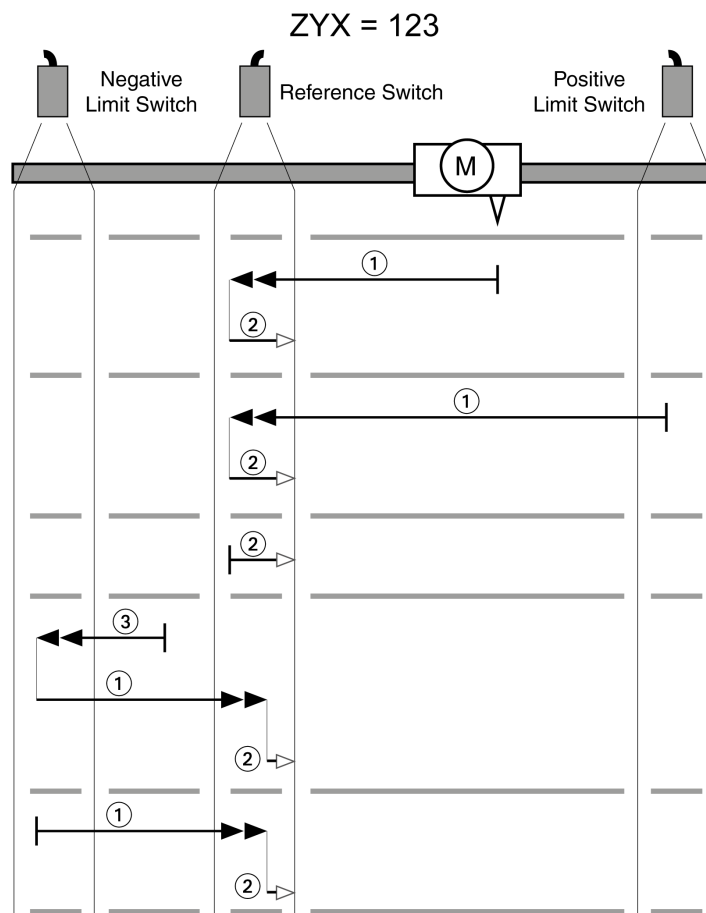 ZYX = 123
Negative
Limit Switch
Reference Switch
Positive
Limit Switch
M
1
2
1
2
2
3
1
2
1
2